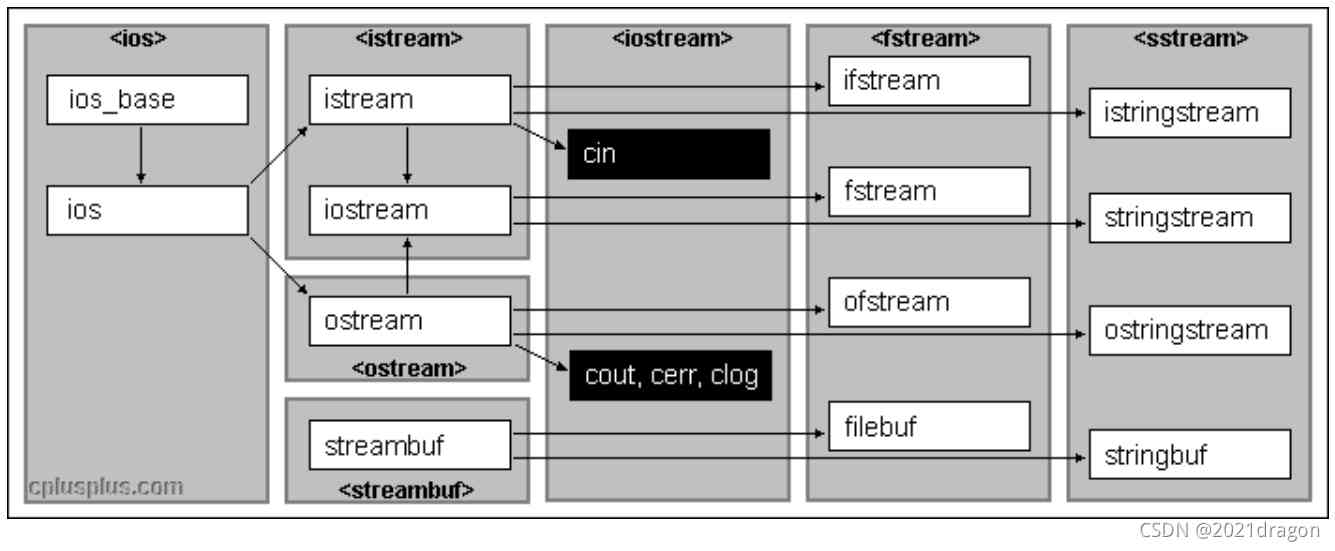 <ios>
ios_base
ios
cplusplus.com
<istream>
istream
iostream
ostream
<ostream>
streambuf
<streambuf>
<iostream>
cin
cout, cerr, clog
<fstream>
ifstream
fstream
ofstream
filebuf
<sstream>
istringstream
stringstream
ostringstream
stringbuf
CSDN @2021dragon